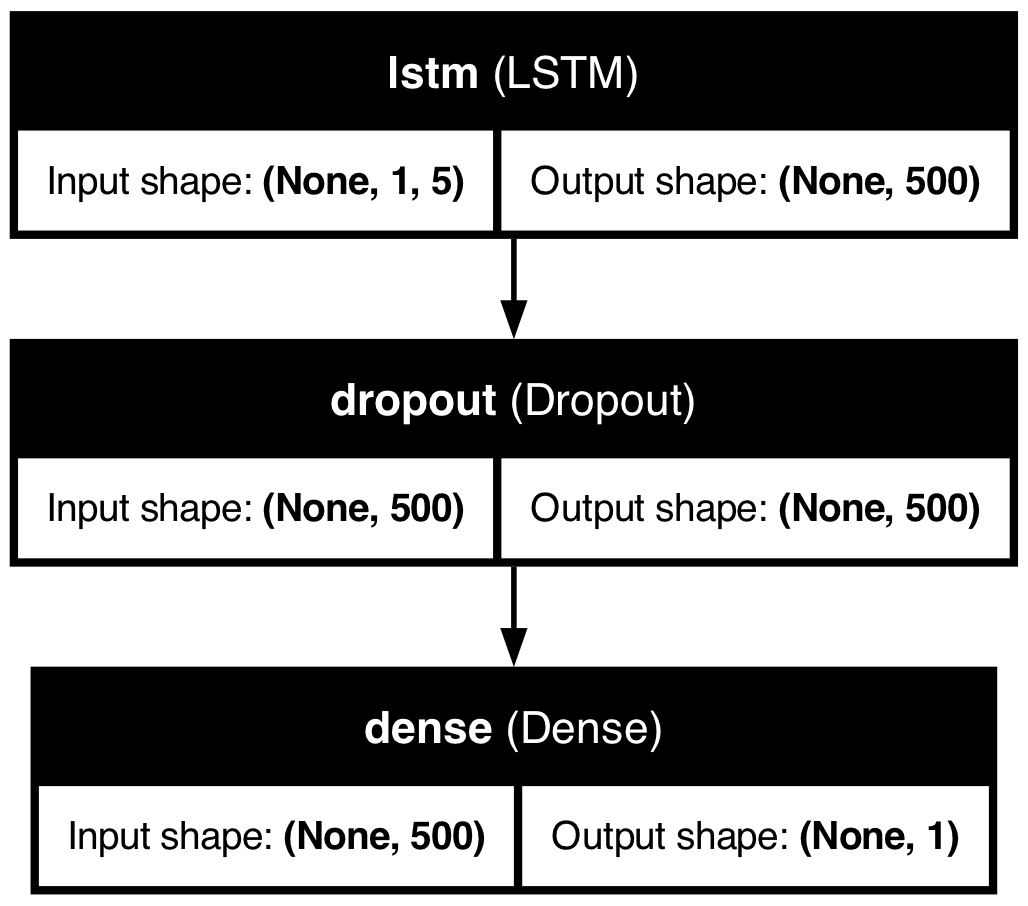 lstm (LSTM)
Input shape: (None, 1, 5) Output shape: (None, 500)
dropout (Dropout)
Input shape: (None, 500) Output shape: (None, 500)
dense (Dense)
Input shape: (None, 500) Output shape: (None, 1)